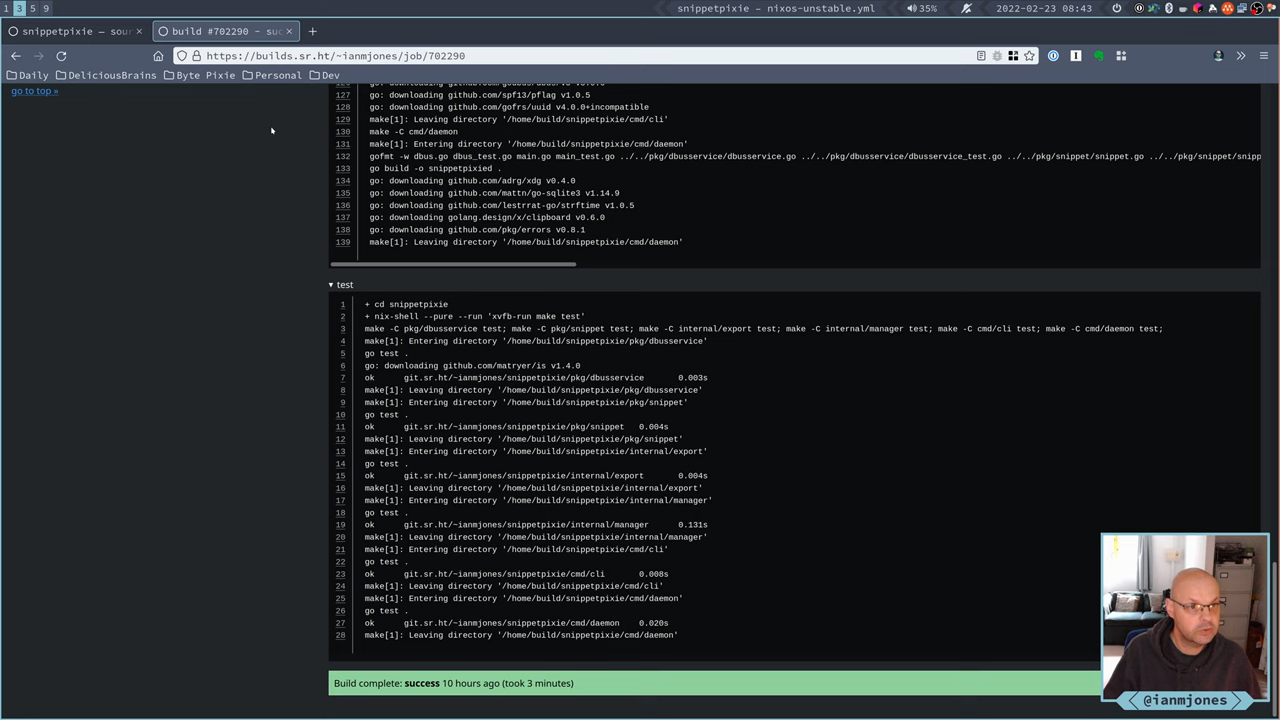 1 3 5 9
snippetpixie - nixos-unstable.yml
35%
2022-02-23 08:43
snippetpixie — sour
build #702290 - suc
https://builds.sr.ht/~ianmjones/job/702290
Daily DeliciousBrains Byte Pixie Personal Dev
go to top »
127 go: downloading github.com/spf13/pflag v1.0.5
128 go: downloading github.com/gofrs/uuid v4.0.0+incompatible
129 make[1]: Leaving directory '/home/build/snippetpixie/cmd/cli'
130 make -C cmd/daemon
131 make[1]: Entering directory '/home/build/snippetpixie/cmd/daemon'
132 gofmt -w dbus.go dbus_test.go main.go main_test.go ../../pkg/dbusservice/dbusservice.go ../../pkg/dbusservice/dbusservice_test.go ../../pkg/snippet/snippet.go ../../pkg/snippet/snipp
133 go build -o snippetpixied .
134 go: downloading github.com/adrg/xdg v0.4.0
135 go: downloading github.com/mattn/go-sqlite3 v1.14.9
136 go: downloading github.com/lestrrat-go/strftime v1.0.5
137 go: downloading golang.design/x/clipboard v0.6.0
138 go: downloading github.com/pkg/errors v0.8.1
139 make[1]: Leaving directory '/home/build/snippetpixie/cmd/daemon'
test
1 + cd snippetpixie
2 + nix-shell --pure --run 'xvfb-run make test'
3 make -C pkg/dbusservice test; make -C pkg/snippet test; make -C internal/export test; make -C internal/manager test; make -C cmd/cli test; make -C cmd/daemon test;
4 make[1]: Entering directory '/home/build/snippetpixie/pkg/dbusservice'
5 go test .
6 go: downloading github.com/matryer/is v1.4.0
7 ok git.sr.ht/~ianmjones/snippetpixie/pkg/dbusservice 0.003s
8 make[1]: Leaving directory '/home/build/snippetpixie/pkg/dbusservice'
9 make[1]: Entering directory '/home/build/snippetpixie/pkg/snippet'
10 go test .
11 ok git.sr.ht/~ianmjones/snippetpixie/pkg/snippet 0.004s
12 make[1]: Leaving directory '/home/build/snippetpixie/pkg/snippet'
13 make[1]: Entering directory '/home/build/snippetpixie/internal/export'
14 go test .
15 ok git.sr.ht/~ianmjones/snippetpixie/internal/export 0.004s
16 make[1]: Leaving directory '/home/build/snippetpixie/internal/export'
17 make[1]: Entering directory '/home/build/snippetpixie/internal/manager'
18 go test .
19 ok git.sr.ht/~ianmjones/snippetpixie/internal/manager 0.131s
20 make[1]: Leaving directory '/home/build/snippetpixie/internal/manager'
21 make[1]: Entering directory '/home/build/snippetpixie/cmd/cli'
22 go test .
23 ok git.sr.ht/~ianmjones/snippetpixie/cmd/cli 0.008s
24 make[1]: Leaving directory '/home/build/snippetpixie/cmd/cli'
25 make[1]: Entering directory '/home/build/snippetpixie/cmd/daemon'
26 go test .
27 ok git.sr.ht/~ianmjones/snippetpixie/cmd/daemon 0.020s
28 make[1]: Leaving directory '/home/build/snippetpixie/cmd/daemon'
Build complete: success 10 hours ago (took 3 minutes)
@ianmjones